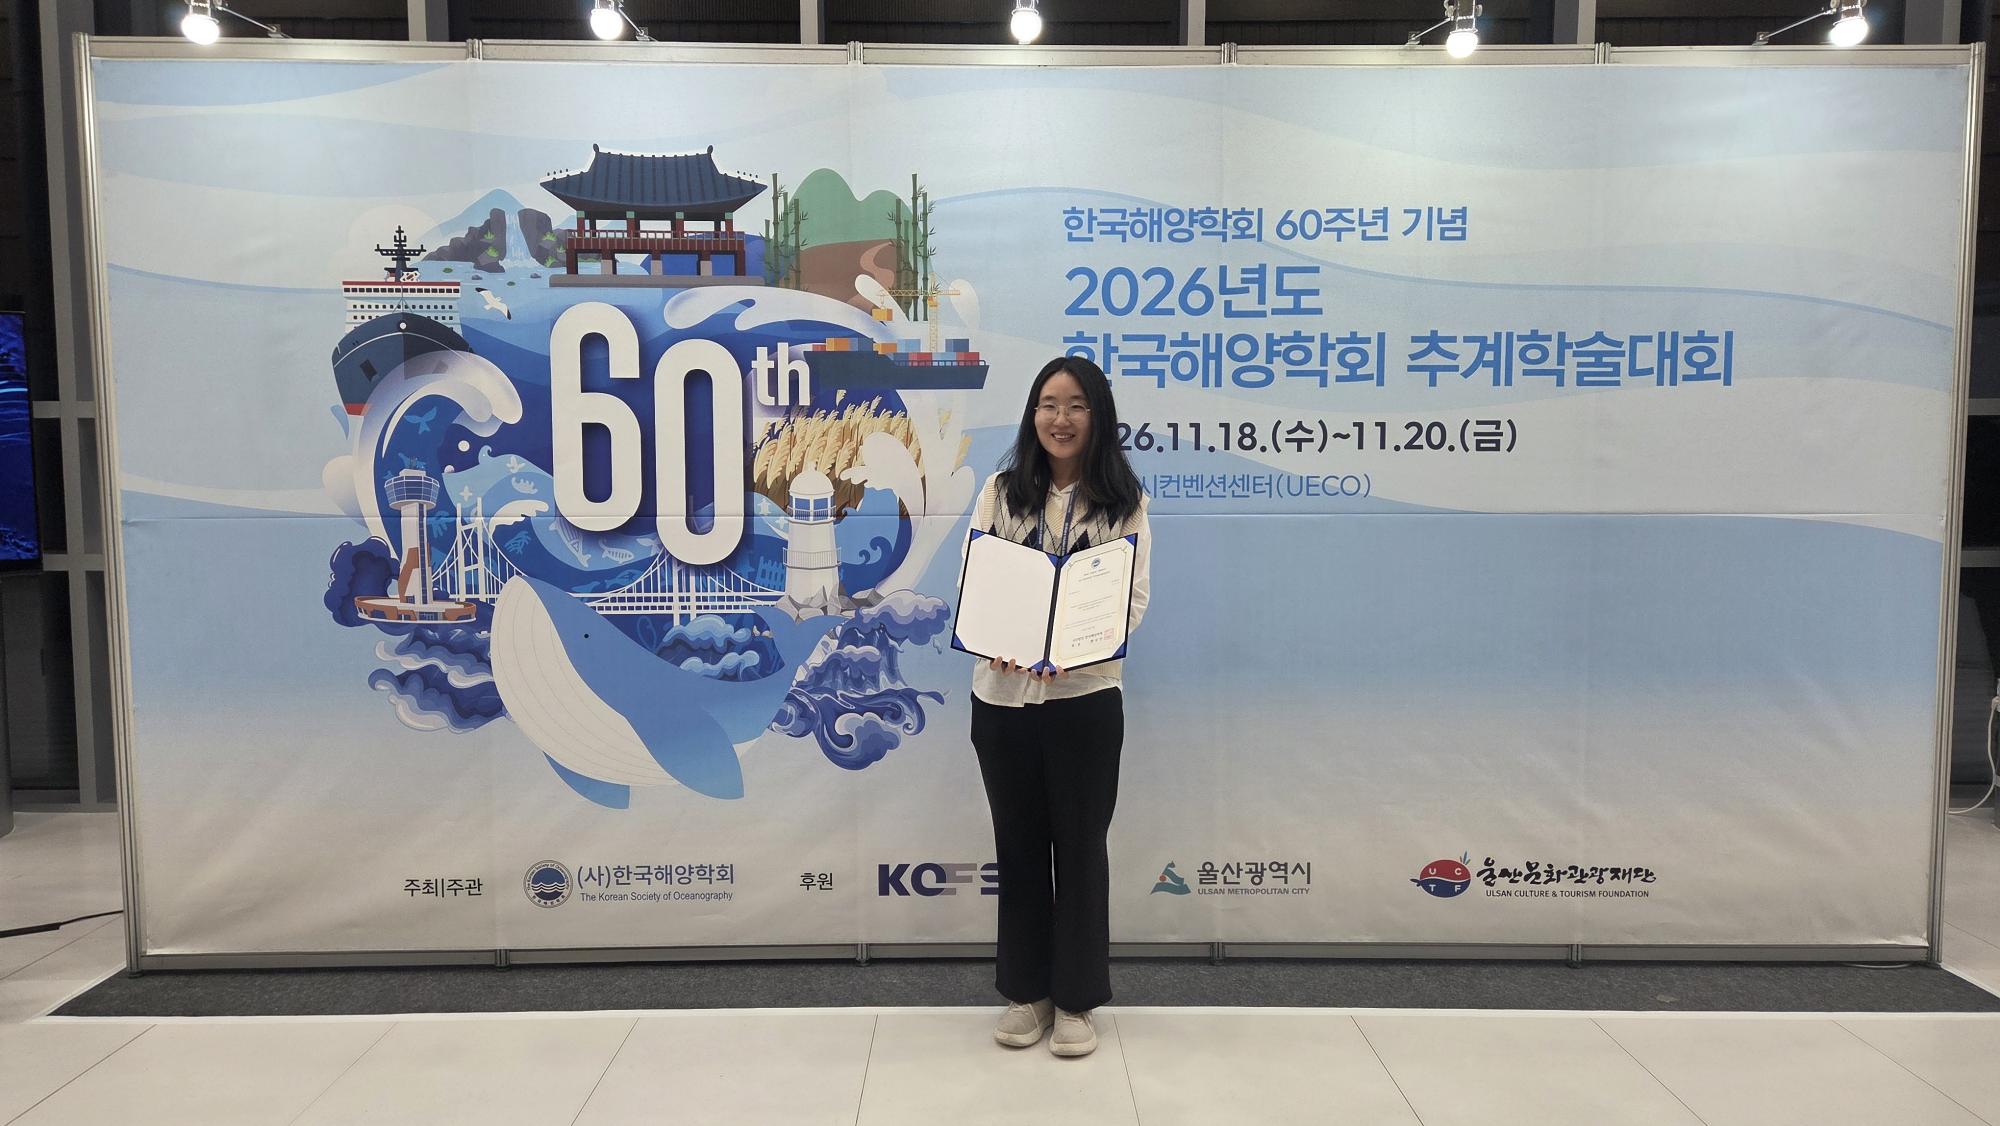 60th
한국해양학회 60주년 기념
2026년도
한국해양학회 추계학술대회
26.11.18.(수)~11.20.(금)
시컨벤션센터(UECO)
주최|주관
(사)한국해양학회
The Korean Society of Oceanography
후원
KOFS
울산광역시
ULSAN METROPOLITAN CITY
UCTF
울산문화관광재단
ULSAN CULTURE & TOURISM FOUNDATION